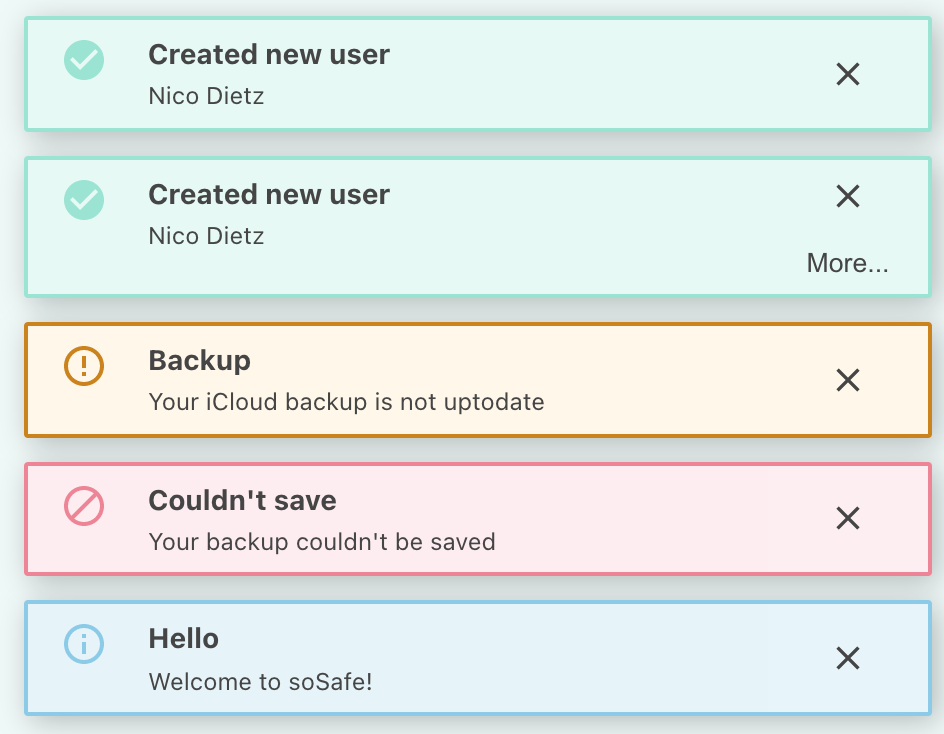 Created new user
Nico Dietz
Created new user
Nico Dietz
More...
Backup
Your iCloud backup is not uptodate
Couldn't save
Your backup couldn't be saved
Hello
Welcome to soSafe!